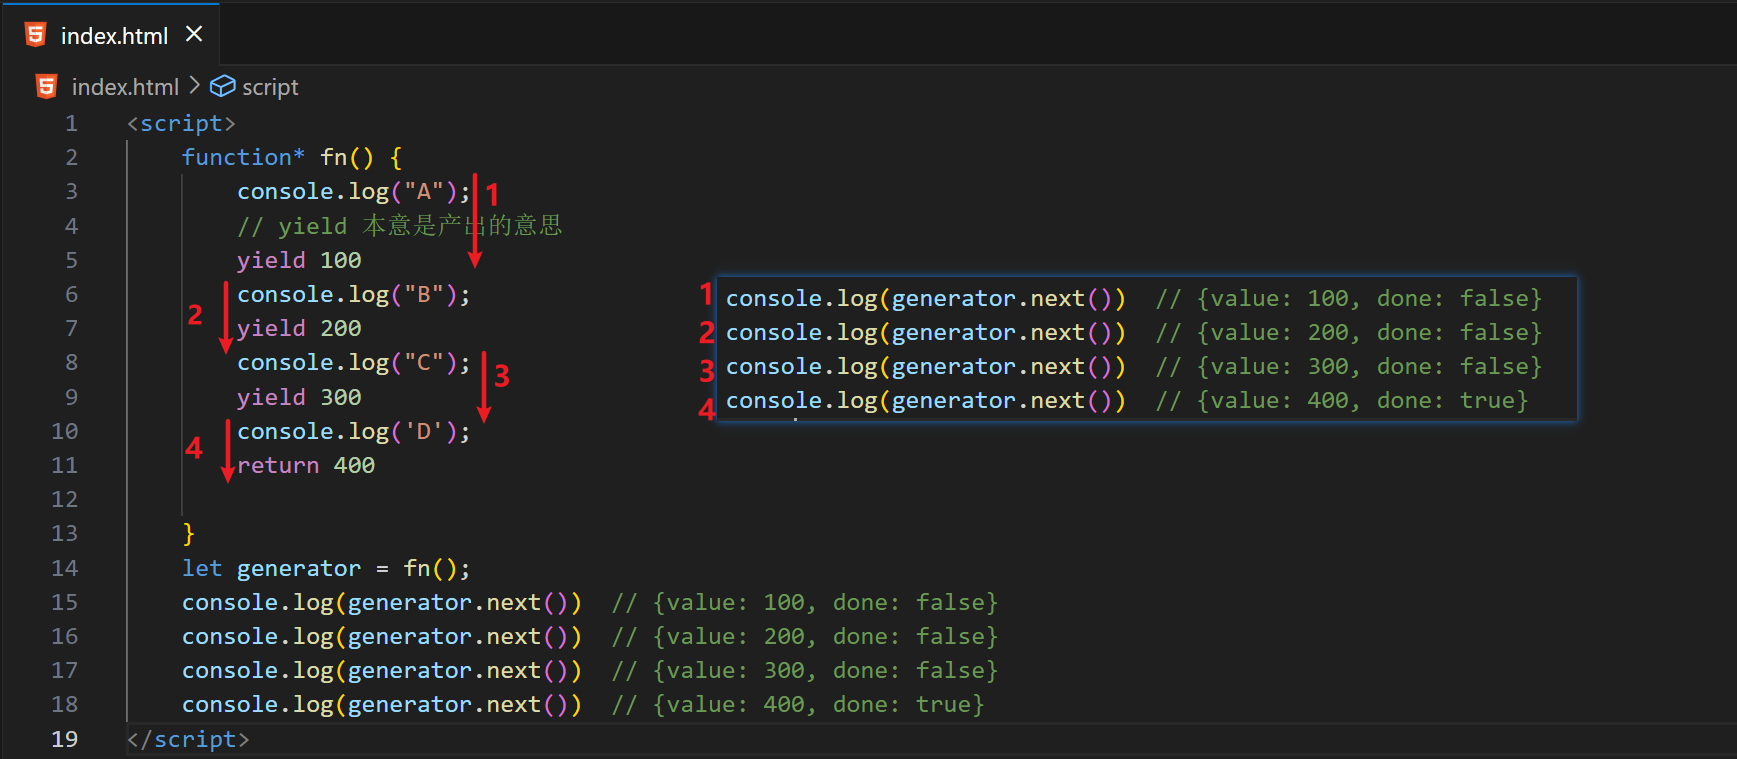 index.html
index.html > script
1 <script>
2 function* fn() {
3 console.log("A"); 1
4 // yield 本意是产出的意思
5 yield 100
6 console.log("B");
2
7 yield 200
8 console.log("C");
3
9 yield 300
10 console.log('D');
4
11 return 400
12
13 }
14 let generator = fn();
15 console.log(generator.next()) // {value: 100, done: false}
16 console.log(generator.next()) // {value: 200, done: false}
17 console.log(generator.next()) // {value: 300, done: false}
18 console.log(generator.next()) // {value: 400, done: true}
19 </script>
1 console.log(generator.next()) // {value: 100, done: false}
2 console.log(generator.next()) // {value: 200, done: false}
3 console.log(generator.next()) // {value: 300, done: false}
4 console.log(generator.next()) // {value: 400, done: true}